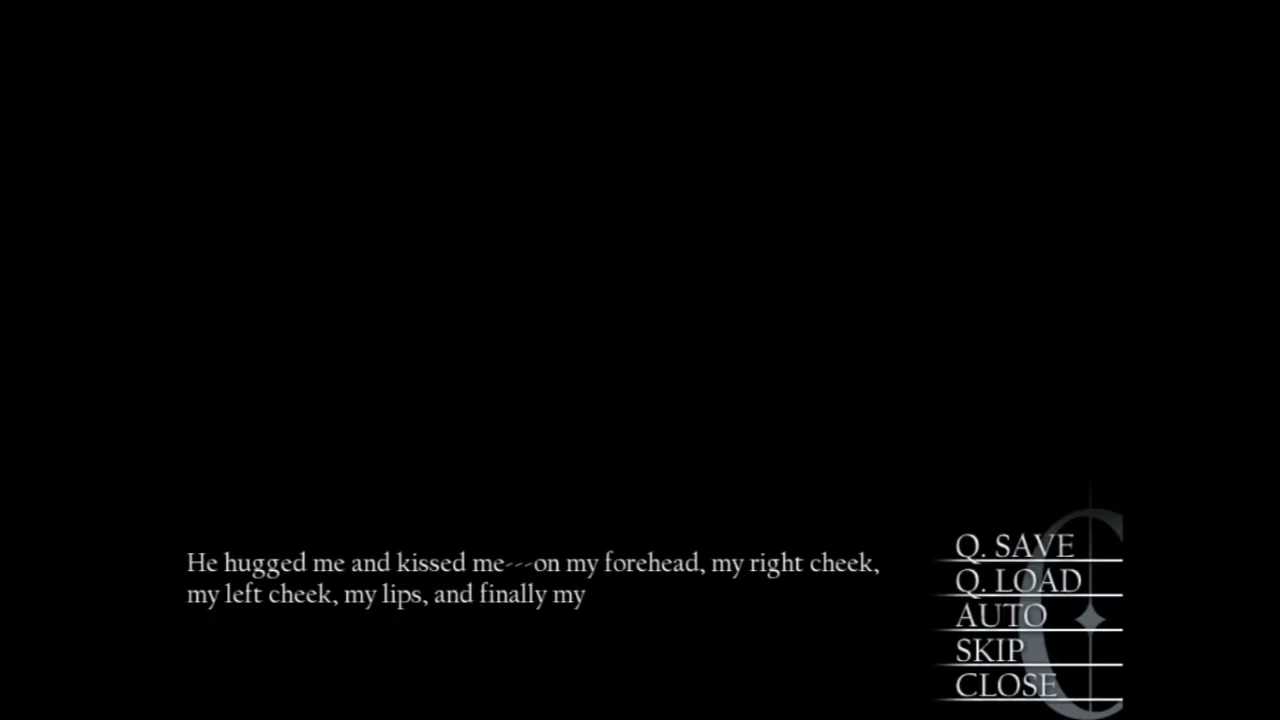 He hugged me and kissed me---on my forehead, my right cheek,
my left cheek, my lips, and finally my
Q. SAVE
Q. LOAD
AUTO
SKIP
CLOSE